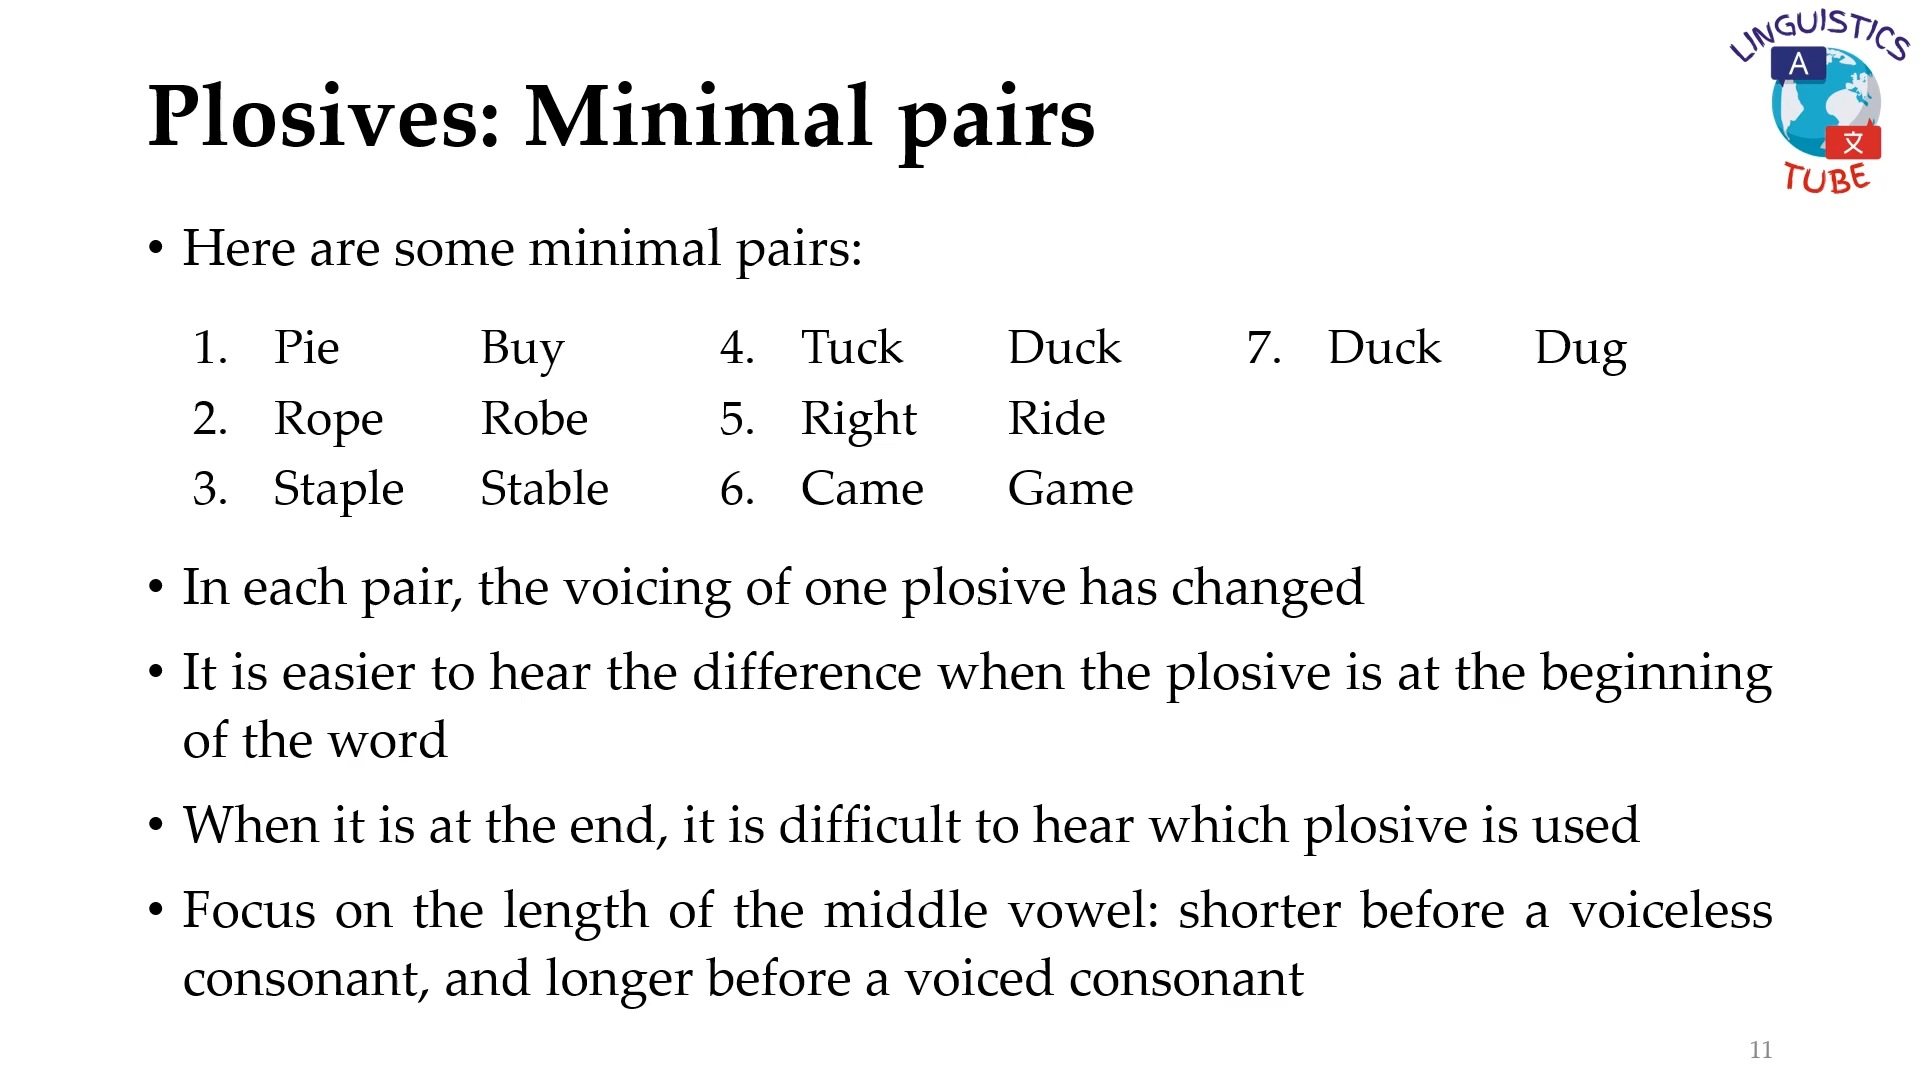 LINGUISTICS
A
文
TUBE
Plosives: Minimal pairs
• Here are some minimal pairs:
1. Pie Buy 4. Tuck Duck 7. Duck Dug
2. Rope Robe 5. Right Ride
3. Staple Stable 6. Came Game
• In each pair, the voicing of one plosive has changed
• It is easier to hear the difference when the plosive is at the beginning
of the word
• When it is at the end, it is difficult to hear which plosive is used
• Focus on the length of the middle vowel: shorter before a voiceless
consonant, and longer before a voiced consonant
11